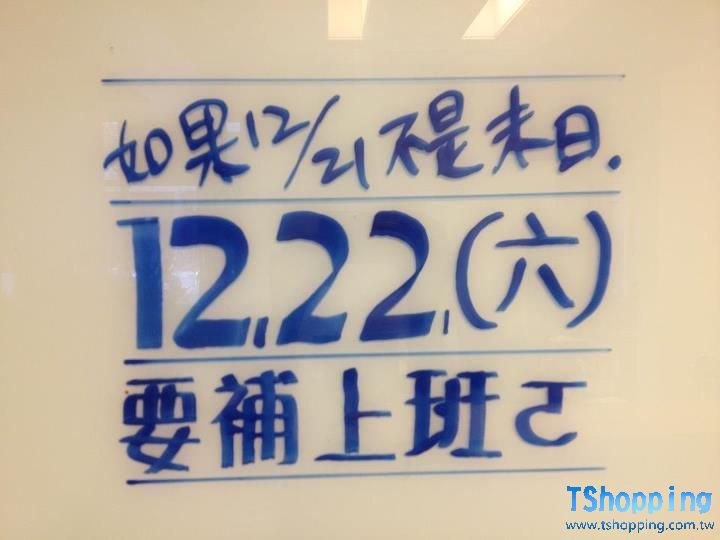 如果12/21不是末日.
12.22.(六)
要補上班ㄛ
TShopping
www.tshopping.com.tw